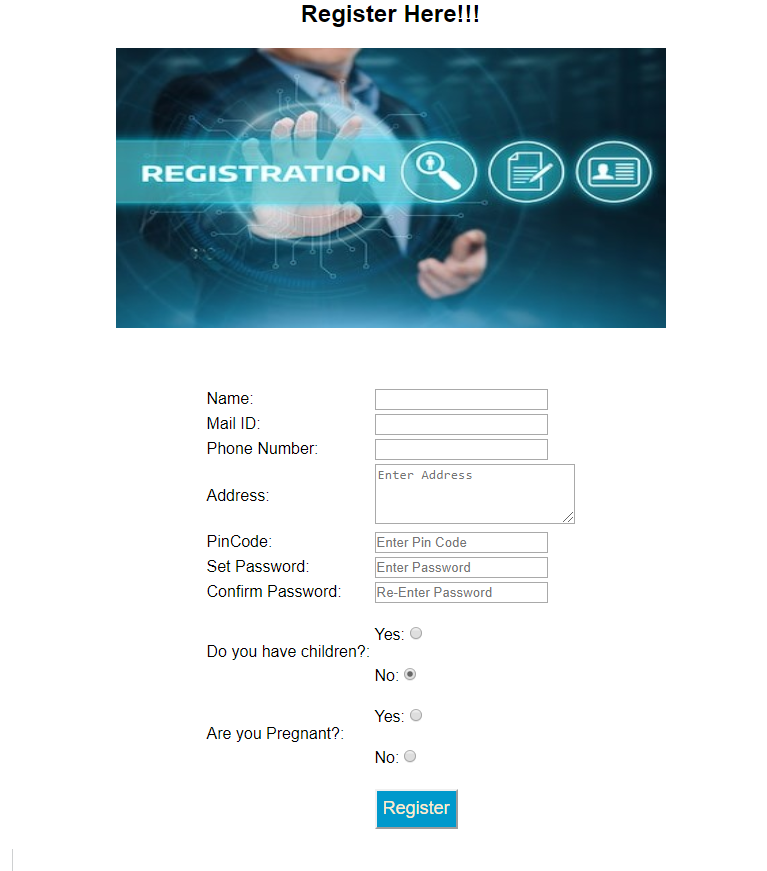 Register Here!!!
REGISTRATION
Name:
Mail ID:
Phone Number:
Address: Enter Address
PinCode: Enter Pin Code
Set Password: Enter Password
Confirm Password: Re-Enter Password
Yes:
Do you have children?:
No:
Yes:
Are you Pregnant?:
No:
Register